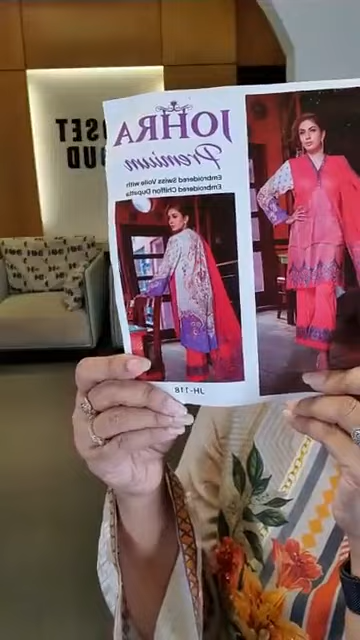 JOHRA
Premium
Embroidered Swiss Voile with
Embroidered Chiffon Dupatta
JH-118